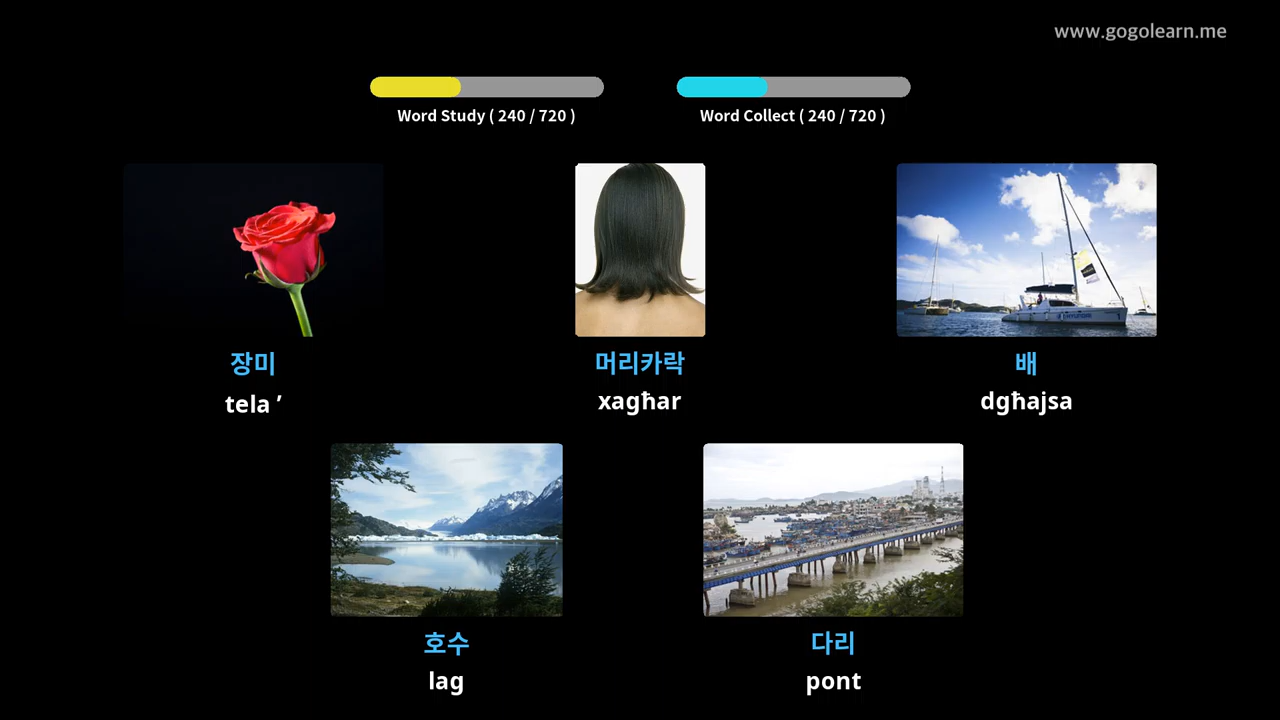 www.gogolearn.me
Word Study ( 240 / 720 )
Word Collect ( 240 / 720 )
장미
tela ’
머리카락
xagħar
배
dgħajsa
호수
lag
다리
pont